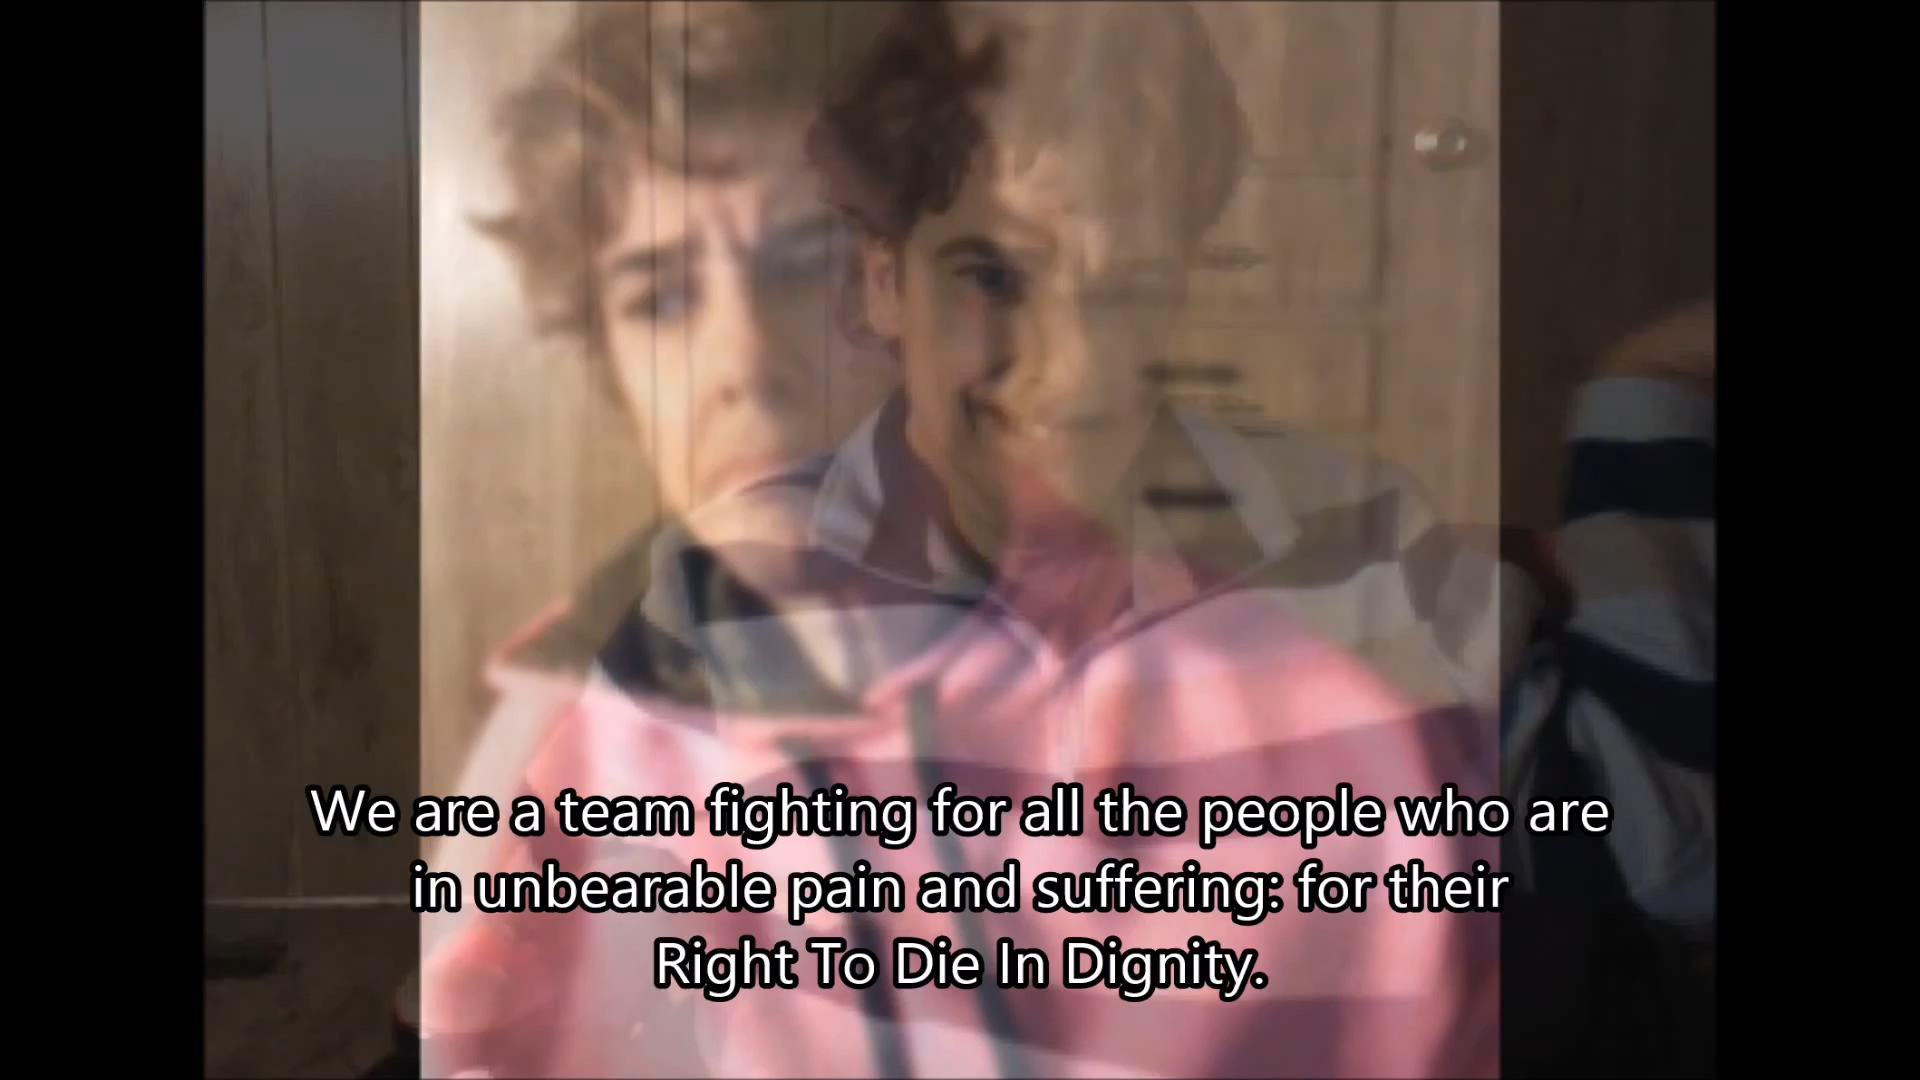 We are a team fighting for all the people who are
in unbearable pain and suffering: for their
Right To Die In Dignity.